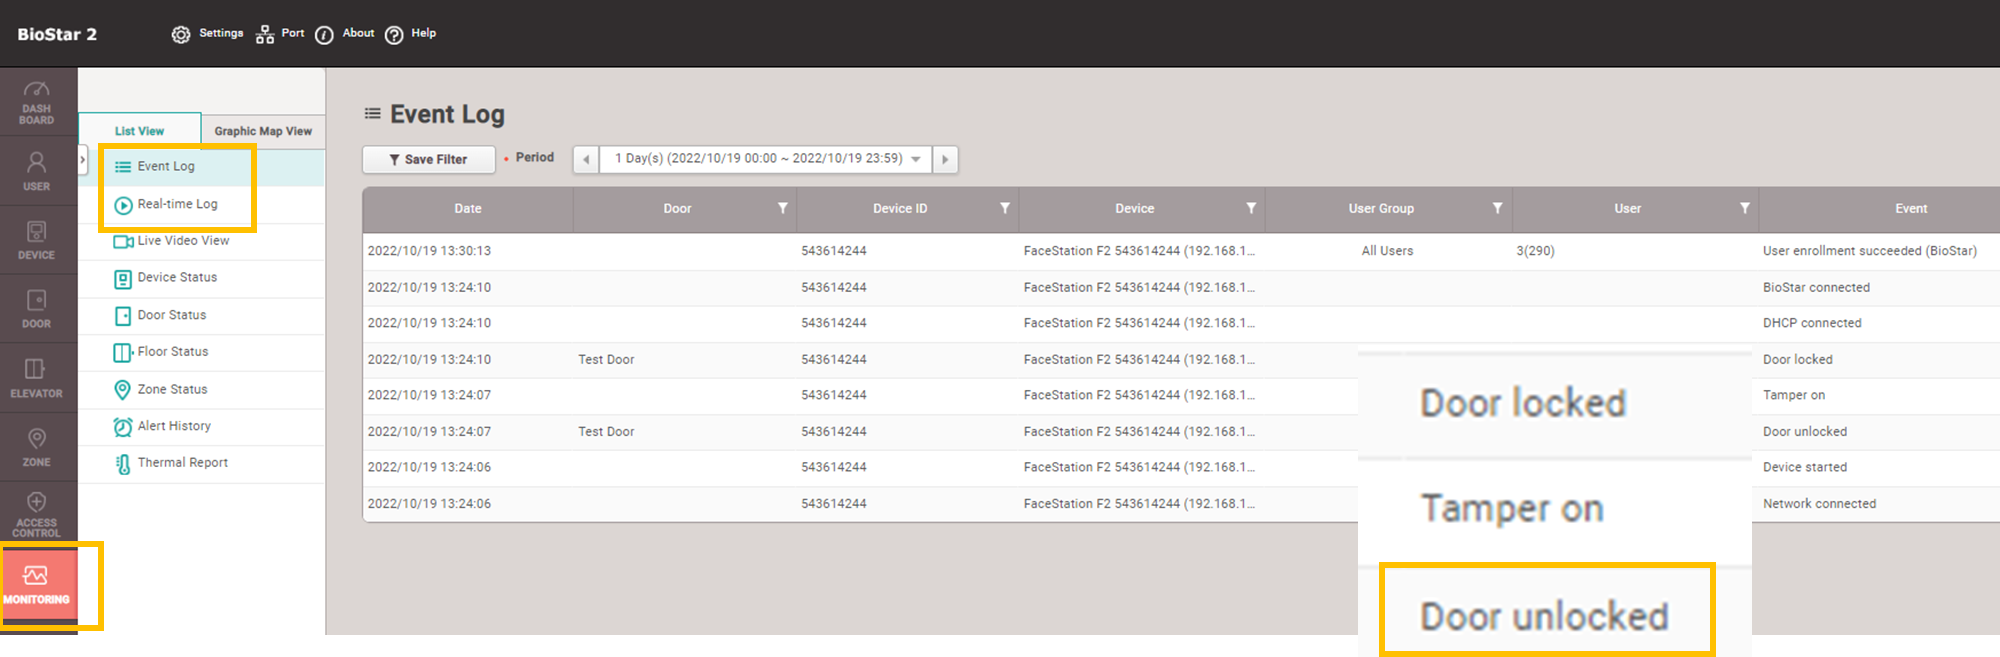 BioStar 2 Settings Port About Help
DASH
BOARD
USER
DEVICE
DOOR
ELEVATOR
ZONE
ACCESS
CONTROL
MONITORING
List View Graphic Map View
Event Log
Real-time Log
Live Video View
Device Status
Door Status
Floor Status
Zone Status
Alert History
Thermal Report
Event Log
Save Filter • Period 1 Day(s) (2022/10/19 00:00 ~ 2022/10/19 23:59)
Date Door Device ID Device User Group User Event
2022/10/19 13:30:13 543614244 FaceStation F2 543614244 (192.168.1... All Users 3(290) User enrollment succeeded (BioStar)
2022/10/19 13:24:10 543614244 FaceStation F2 543614244 (192.168.1... BioStar connected
2022/10/19 13:24:10 543614244 FaceStation F2 543614244 (192.168.1... DHCP connected
2022/10/19 13:24:10 Test Door 543614244 FaceStation F2 543614244 (192.168.1... Door locked
2022/10/19 13:24:07 543614244 FaceStation F2 543614244 (192.168.1... Tamper on
2022/10/19 13:24:07 Test Door 543614244 FaceStation F2 543614244 (192.168.1... Door unlocked
2022/10/19 13:24:06 543614244 FaceStation F2 543614244 (192.168.1... Device started
2022/10/19 13:24:06 543614244 FaceStation F2 543614244 (192.168.1... Network connected
Door locked
Tamper on
Door unlocked